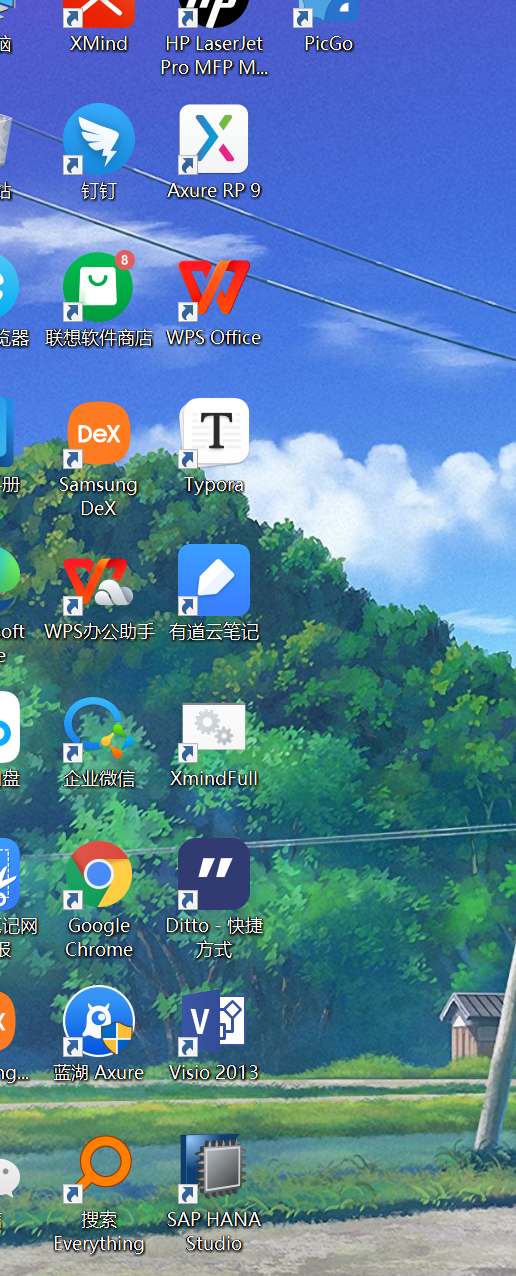 脑
XMind
HP LaserJet
Pro MFP M...
PicGo
站
钉钉
Axure RP 9
8
览器
联想软件商店
WPS Office
册
DeX
Samsung
DeX
T
Typora
soft
e
WPS办公助手
有道云笔记
盘
企业微信
XmindFull
笔记网
报
Google
Chrome
Ditto - 快捷
方式
ng...
蓝湖 Axure
V
Visio 2013
搜索
Everything
SAP HANA
Studio